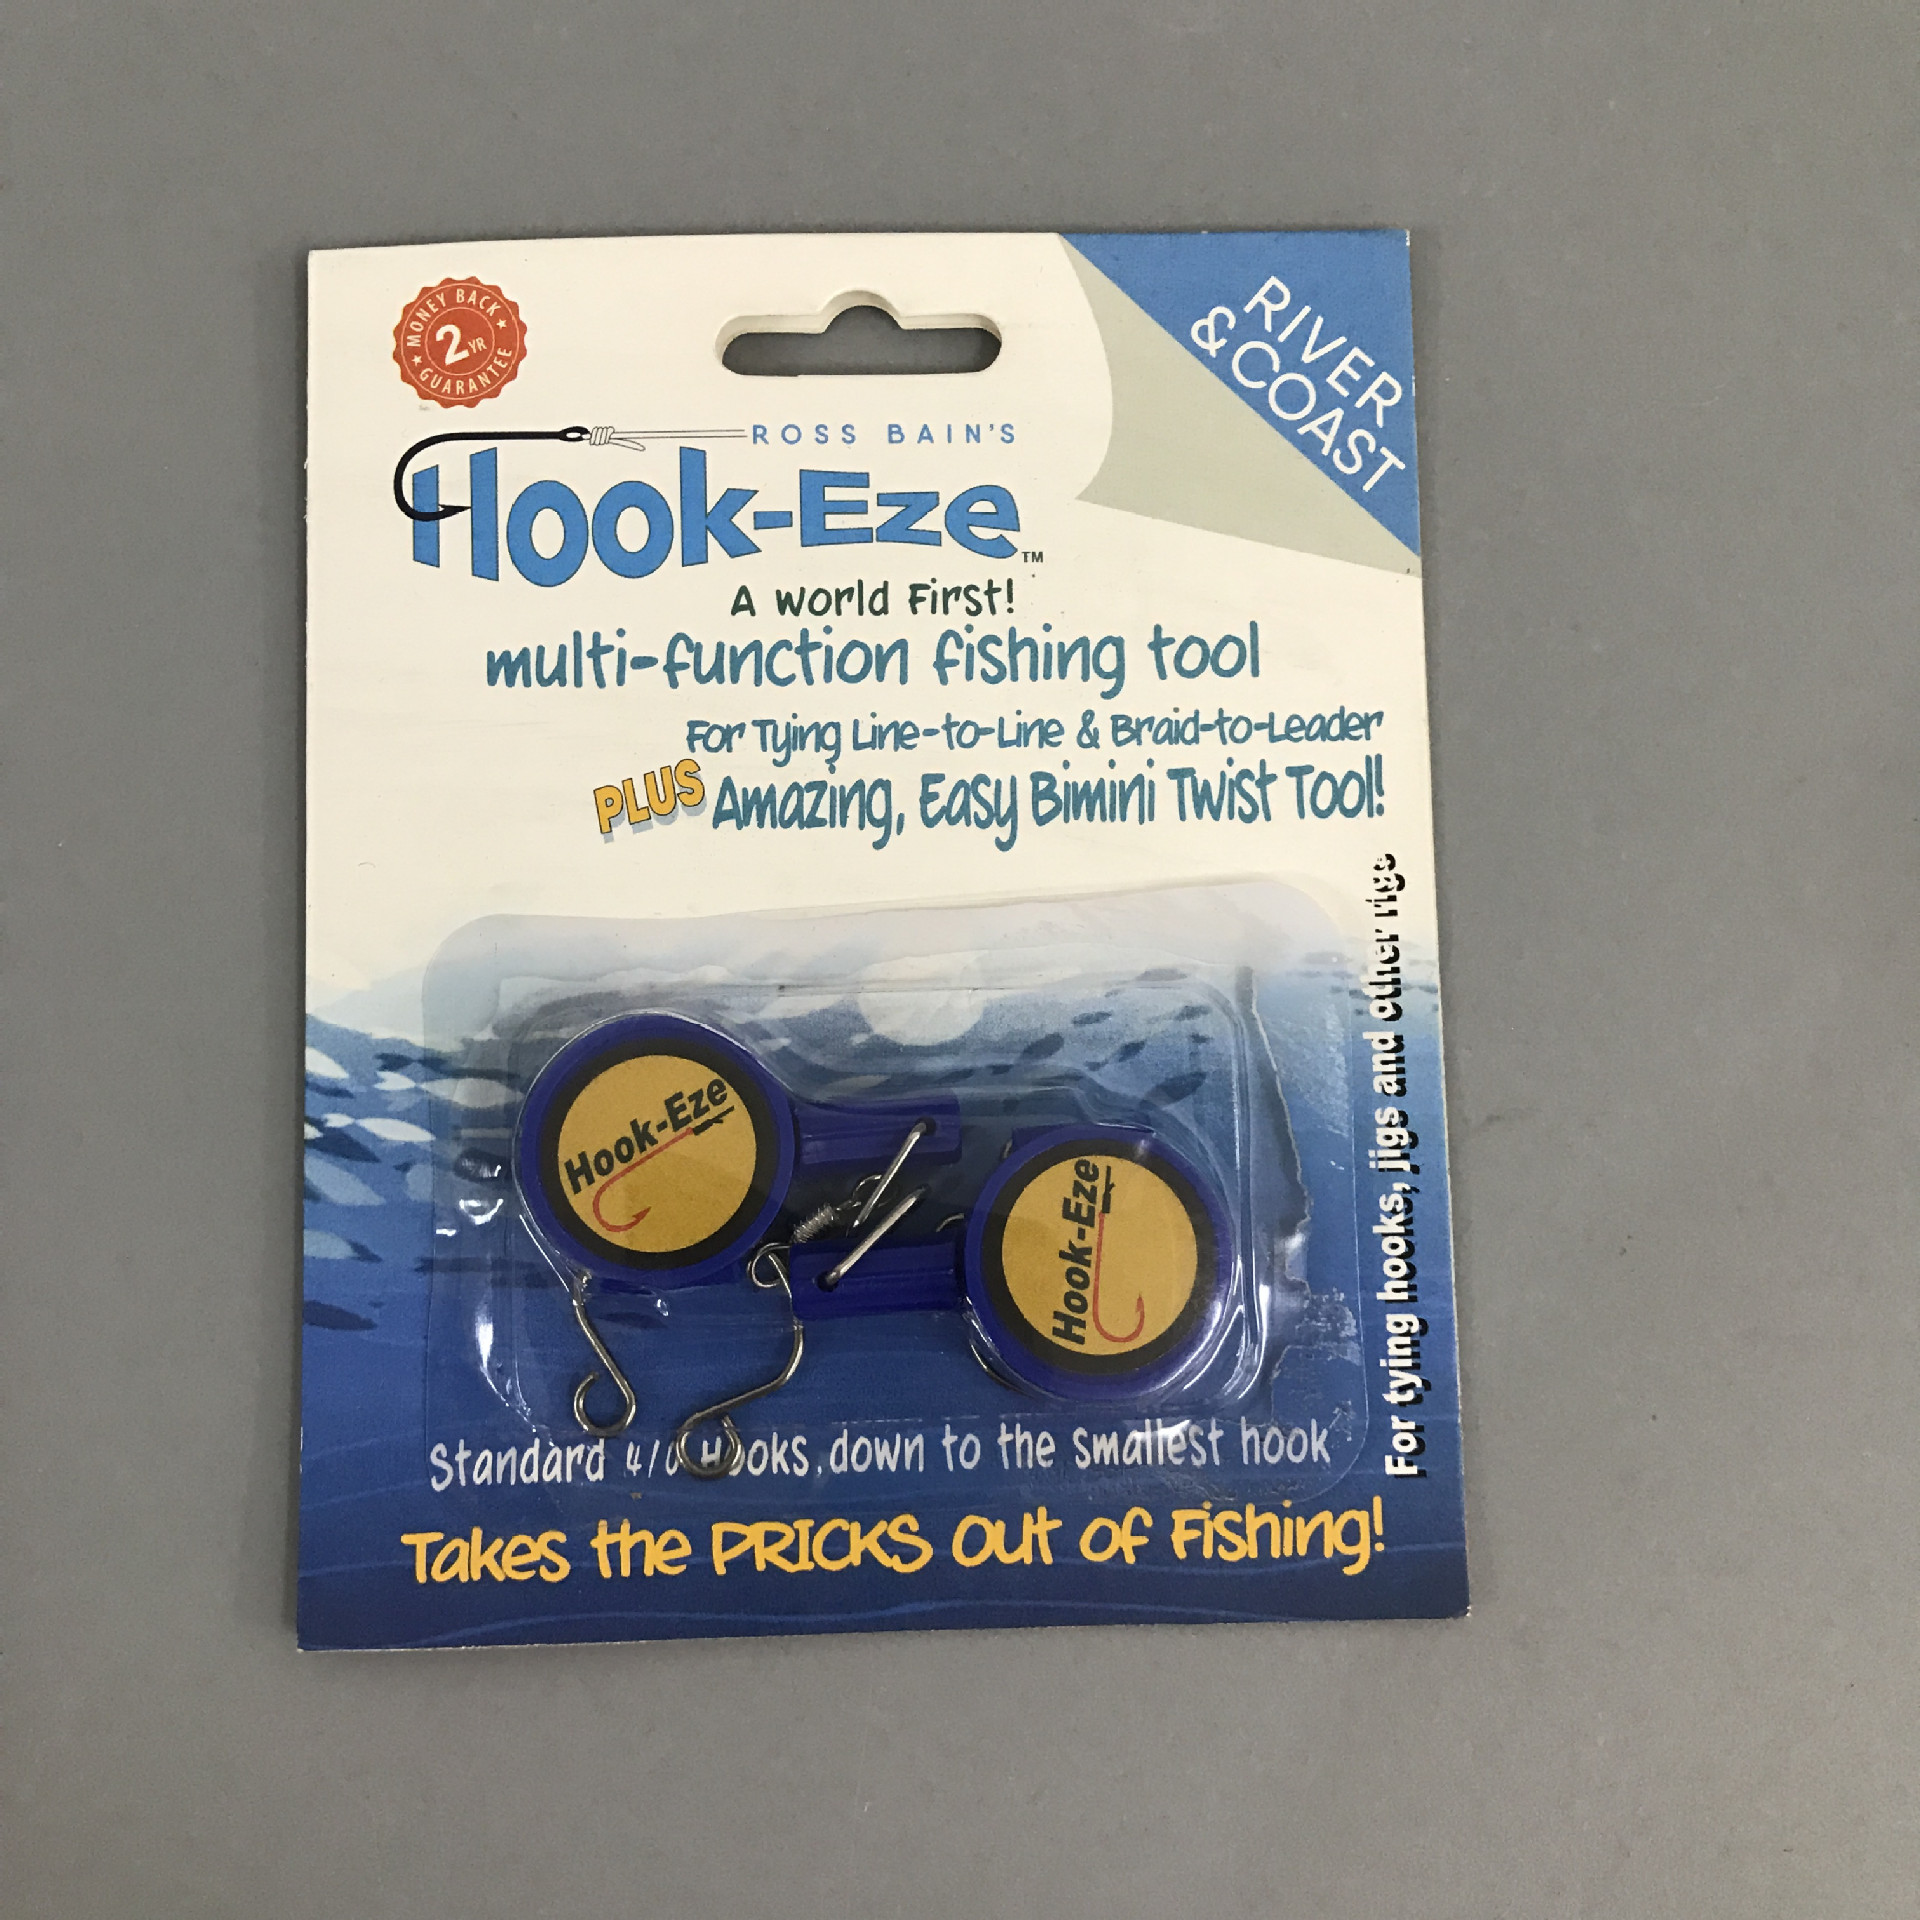 MONEY BACK
2 YR
GUARANTEE
RIVER
& COAST
ROSS BAIN'S
Hook-Eze™
A World First!
multi-function fishing tool
For Tying Line-to-Line & Braid-to-Leader
PLUS Amazing, Easy Bimini Twist Tool!
For tying hooks, jigs and other rigs
Hook-Eze
Hook-Eze
Standard 4/0 Hooks, down to the smallest hook
Takes the PRICKS Out of Fishing!